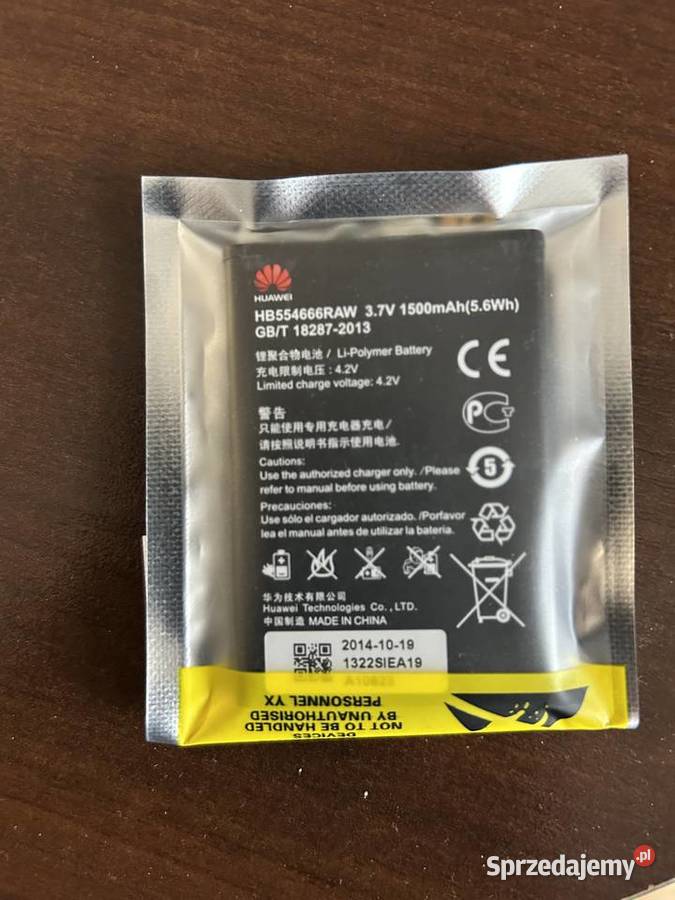 HUAWEI
HB554666RAW 3.7V 1500mAh(5.6Wh)
GB/T 18287-2013
锂聚合物电池 / Li-Polymer Battery
充电限制电压 : 4.2V
Limited charge voltage: 4.2V
CE
警告
只能使用专用充电器充电/
请按照说明书指示使用电池.
Cautions:
Use the authorized charger only. /Please
refer to manual before using battery.
5
Precauciones:
Use sólo el cargador autorizado. /Porfavor
lea el manual antes de utilizar la batería.
华为技术有限公司
Huawei Technologies Co., LTD.
中国制造 MADE IN CHINA
2014-10-19
1322SIEA19
PERSONNEL YX
BY UNAUTHORISED
NOT TO BE HANDLED
DEVICES
Sprzedajemy.pl